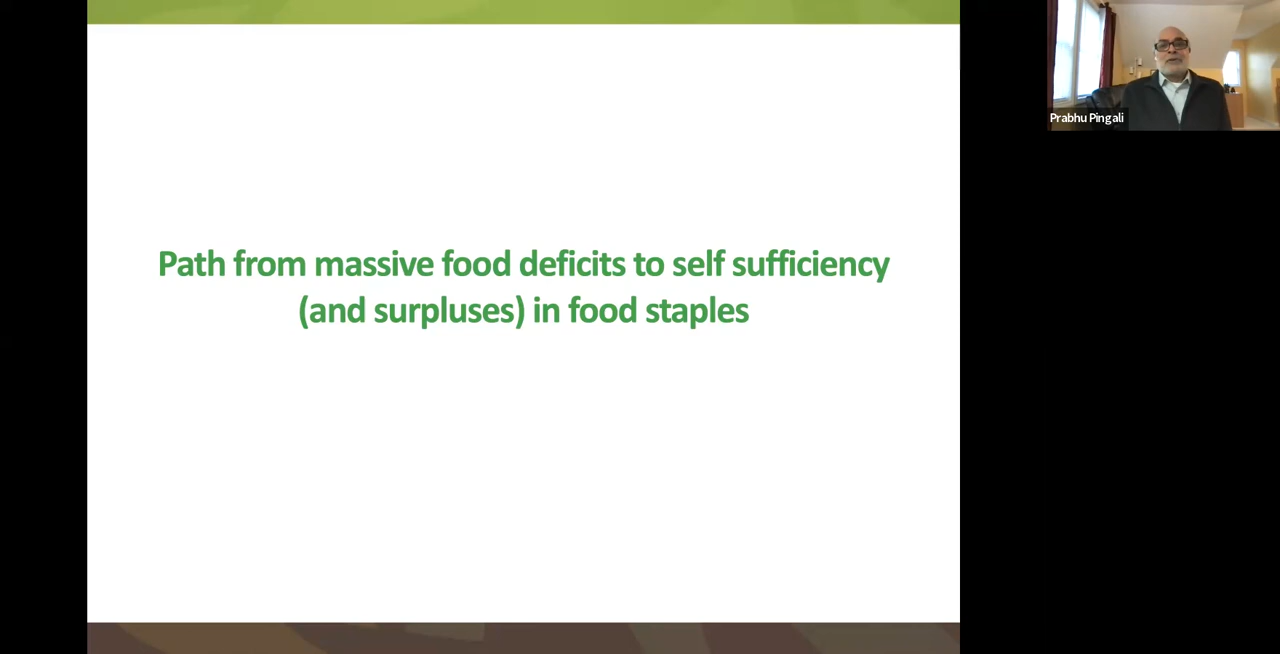 Path from massive food deficits to self sufficiency
(and surpluses) in food staples
Prabhu Pingali